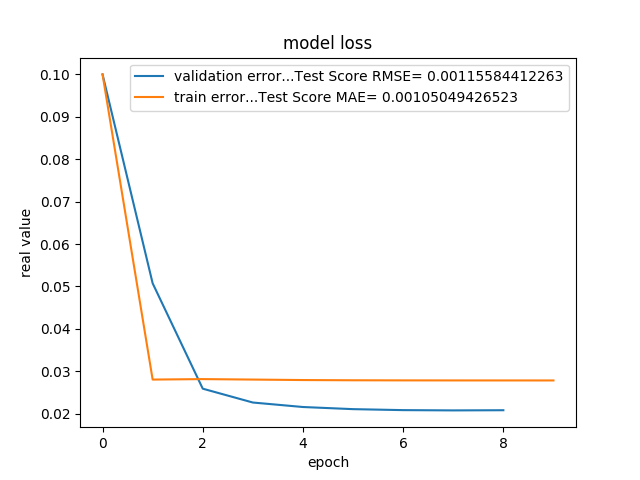 model loss
validation error...Test Score RMSE= 0.00115584412263
train error...Test Score MAE= 0.00105049426523
real value
0.10
0.09
0.08
0.07
0.06
0.05
0.04
0.03
0.02
0 2 4 6 8
epoch